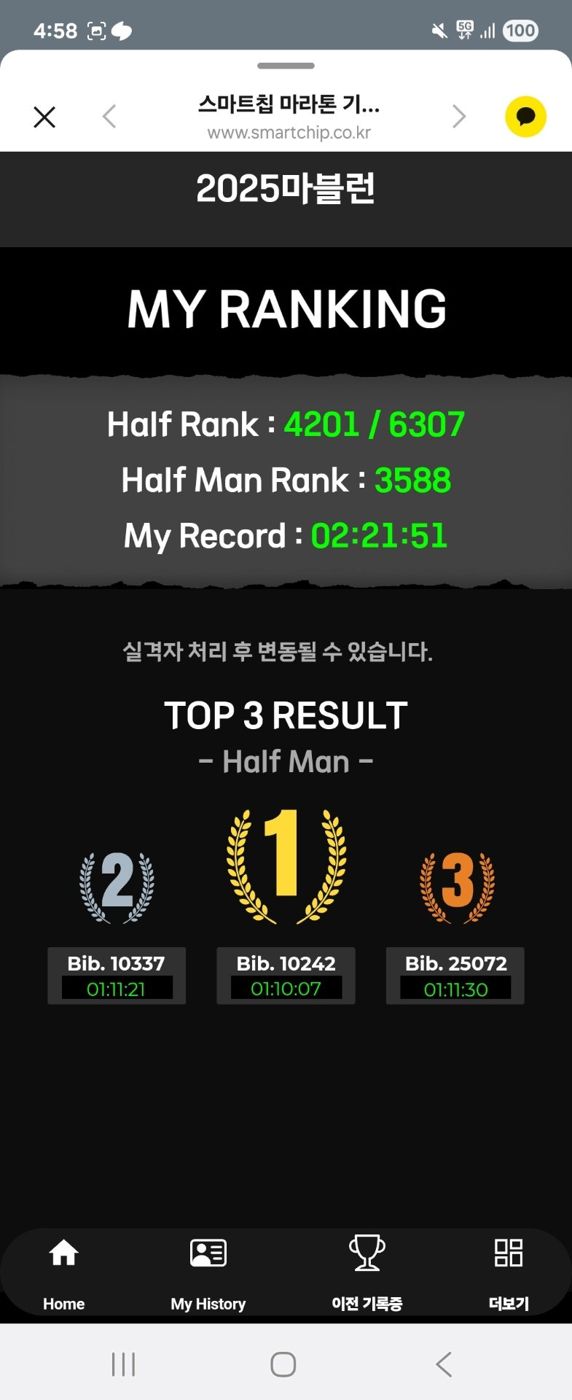 4:58
5G
100
스마트칩 마라톤 기...
www.smartchip.co.kr
2025마블런
MY RANKING
Half Rank : 4201 / 6307
Half Man Rank : 3588
My Record : 02:21:51
실격자 처리 후 변동될 수 있습니다.
TOP 3 RESULT
- Half Man -
2 1 3
Bib. 10337 Bib. 10242 Bib. 25072
01:11:21 01:10:07 01:11:30
Home My History 이전 기록증 더보기